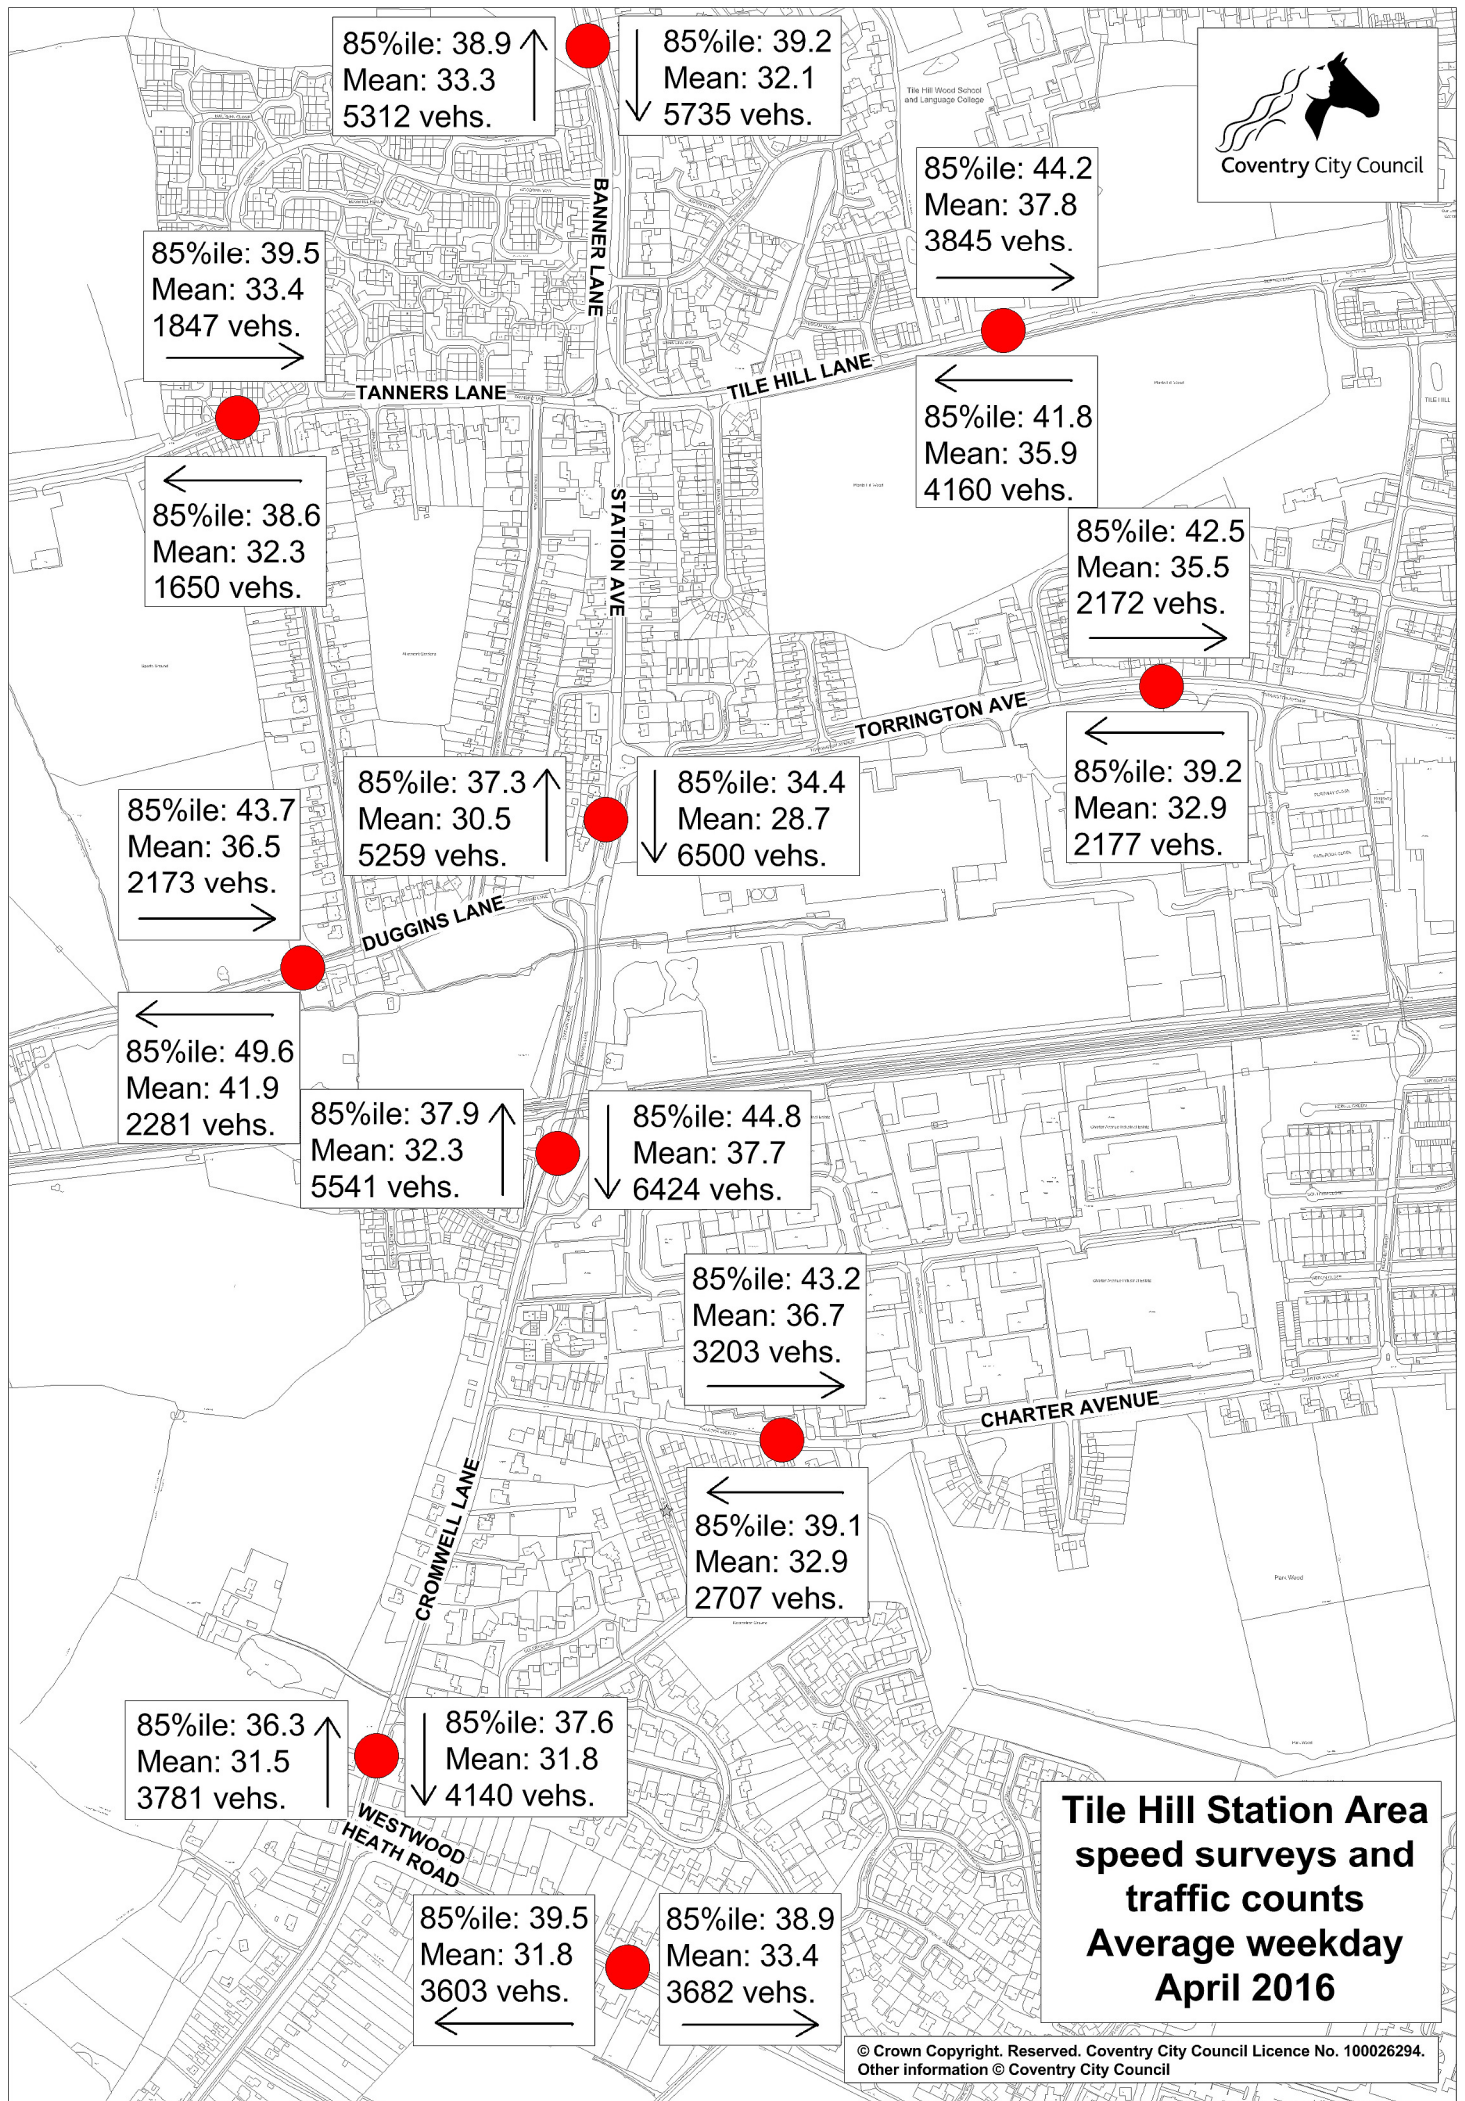 85%ile: 38.9
Mean: 33.3
5312 vehs.
85%ile: 39.2
Mean: 32.1
5735 vehs.
Tile Hill Wood School
and Language College
Coventry City Council
85%ile: 44.2
Mean: 37.8
3845 vehs.
BANNER LANE
85%ile: 39.5
Mean: 33.4
1847 vehs.
TANNERS LANE
TILE HILL LANE
85%ile: 41.8
Mean: 35.9
4160 vehs.
TILE HILL
85%ile: 38.6
Mean: 32.3
1650 vehs.
STATION AVE
85%ile: 42.5
Mean: 35.5
2172 vehs.
TORRINGTON AVE
85%ile: 39.2
Mean: 32.9
2177 vehs.
85%ile: 37.3
Mean: 30.5
5259 vehs.
85%ile: 34.4
Mean: 28.7
6500 vehs.
85%ile: 43.7
Mean: 36.5
2173 vehs.
DUGGINS LANE
85%ile: 49.6
Mean: 41.9
2281 vehs.
85%ile: 37.9
Mean: 32.3
5541 vehs.
85%ile: 44.8
Mean: 37.7
6424 vehs.
85%ile: 43.2
Mean: 36.7
3203 vehs.
CHARTER AVENUE
CROMWELL LANE
85%ile: 39.1
Mean: 32.9
2707 vehs.
Park Wood
85%ile: 36.3
Mean: 31.5
3781 vehs.
85%ile: 37.6
Mean: 31.8
4140 vehs.
WESTWOOD
HEATH ROAD
85%ile: 39.5
Mean: 31.8
3603 vehs.
85%ile: 38.9
Mean: 33.4
3682 vehs.
Tile Hill Station Area
speed surveys and
traffic counts
Average weekday
April 2016
© Crown Copyright. Reserved. Coventry City Council Licence No. 100026294.
Other information © Coventry City Council